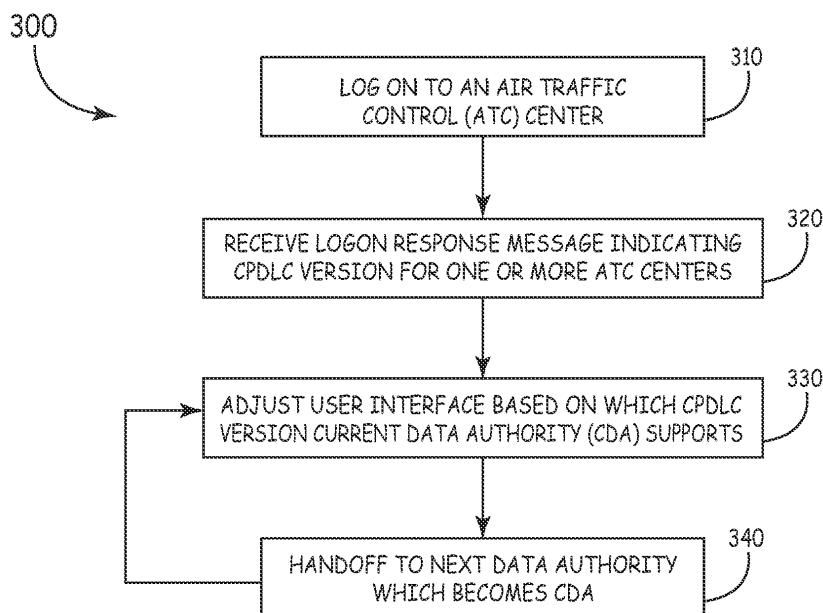 300
310
LOG ON TO AN AIR TRAFFIC
CONTROL (ATC) CENTER
320
RECEIVE LOGON RESPONSE MESSAGE INDICATING
CPDLC VERSION FOR ONE OR MORE ATC CENTERS
330
ADJUST USER INTERFACE BASED ON WHICH CPDLC
VERSION CURRENT DATA AUTHORITY (CDA) SUPPORTS
340
HANDOFF TO NEXT DATA AUTHORITY
WHICH BECOMES CDA